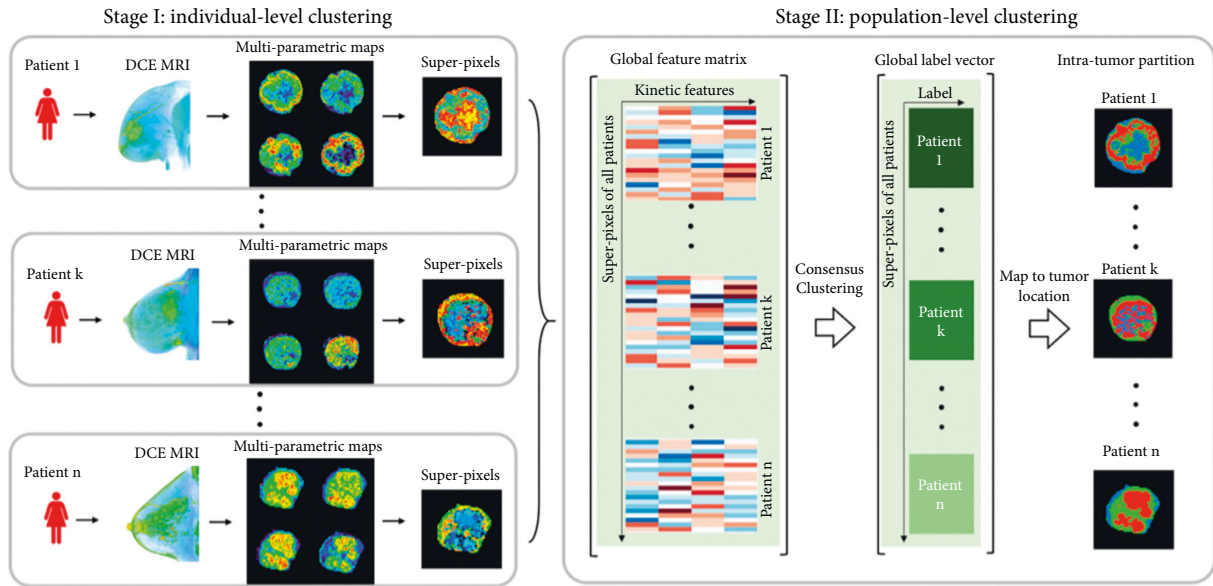 Stage I: individual-level clustering
Patient 1
DCE MRI
Multi-parametric maps
Super-pixels
Patient k
DCE MRI
Multi-parametric maps
Super-pixels
Patient n
DCE MRI
Multi-parametric maps
Super-pixels
Stage II: population-level clustering
Global feature matrix
Kinetic features
Super-pixels of all patients
Patient 1
Patient k
Patient n
Consensus
Clustering
Global label vector
Label
Super-pixels of all patients
Patient
1
Patient
k
Patient
n
Map to tumor
location
Intra-tumor partition
Patient 1
Patient k
Patient n